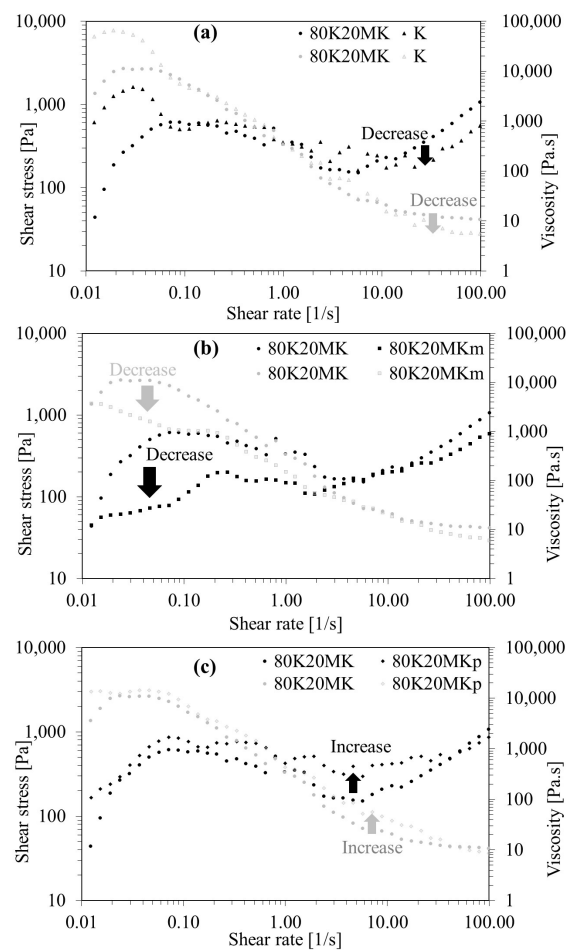 10,000 (a) 80K20MK K 100,000
80K20MK K
10,000
1,000 1,000
Decrease
100
100 Decrease
10
10 1
0.01 0.10 1.00 10.00 100.00
Shear rate [1/s]
Shear stress [Pa]
Viscosity [Pa.s]
10,000 (b) 80K20MK 80K20MKm 100,000
Decrease 80K20MK 80K20MKm
10,000
1,000 1,000
Decrease
100
100
10
10 1
0.01 0.10 1.00 10.00 100.00
Shear rate [1/s]
Shear stress [Pa]
Viscosity [Pa.s]
10,000 (c) 80K20MK 80K20MKp 100,000
80K20MK 80K20MKp
10,000
1,000 Increase 1,000
100
100 Increase
10
10 1
0.01 0.10 1.00 10.00 100.00
Shear rate [1/s]
Shear stress [Pa]
Viscosity [Pa.s]